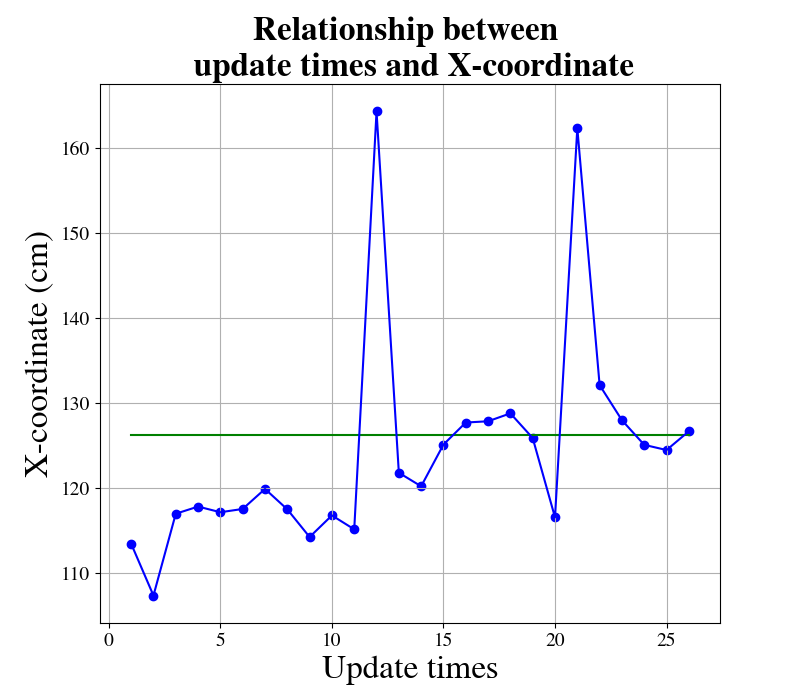 Relationship between
update times and X-coordinate
160
150
140
130
120
110
X-coordinate (cm)
0 5 10 15 20 25
Update times